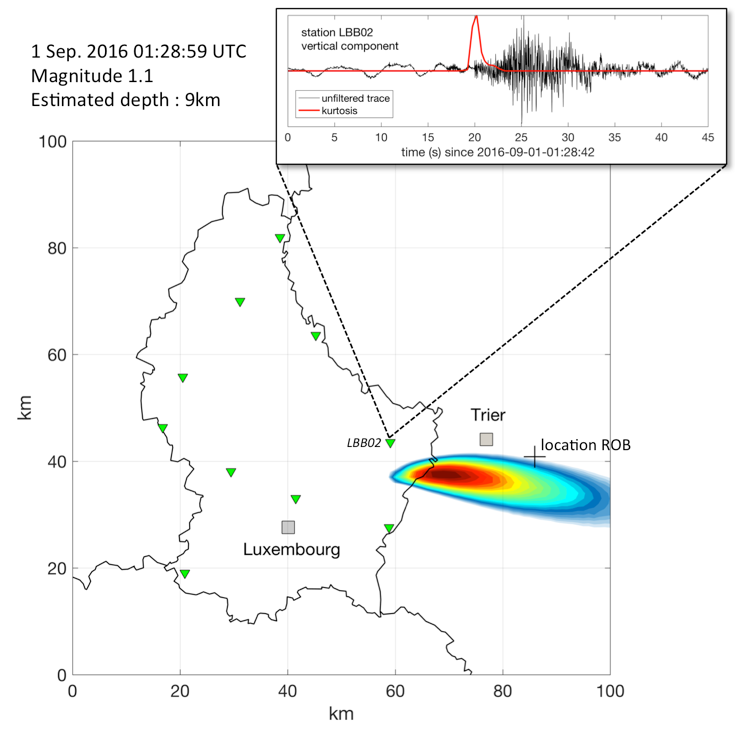 1 Sep. 2016 01:28:59 UTC
Magnitude 1.1
Estimated depth : 9km
station LBB02
vertical component
unfiltered trace
kurtosis
0 5 10 15 20 25 30 35 40 45
time (s) since 2016-09-01-01:28:42
100
80
60
40
20
0
km
LBB02
Trier
location ROB
Luxembourg
0 20 40 60 80 100
km